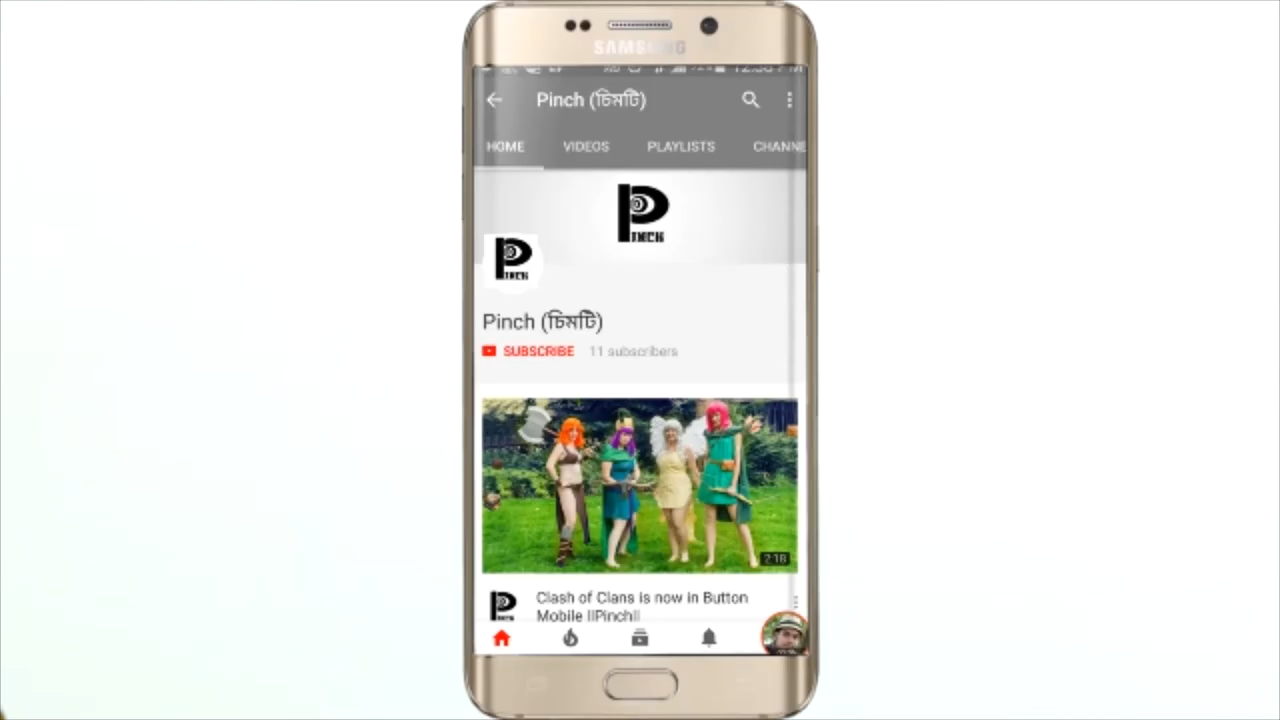 SAMSUNG
Pinch (চিমটি)
HOME VIDEOS PLAYLISTS CHANNE
PINCH
PINCH
Pinch (চিমটি)
SUBSCRIBE 11 subscribers
2:18
Clash of Clans is now in Button
Mobile llPinchll
PINCH